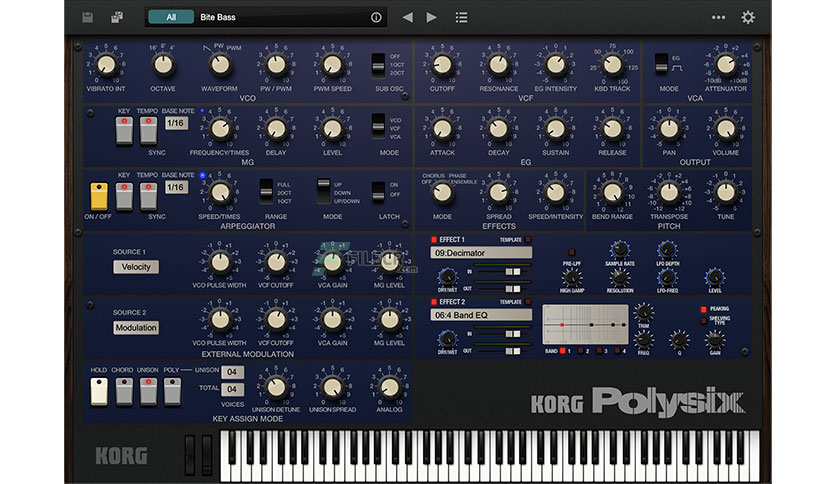 All Bite Bass
VIBRATO INT OCTAVE WAVEFORM PW / PWM PWM SPEED SUB OSC
16' 8' 4' PW PWM
OFF
1OCT
2OCT
VCO
CUTOFF RESONANCE EG INTENSITY KBD TRACK
VCF
EG
MODE ATTENUATOR
-10dB +10dB
VCA
KEY TEMPO BASE NOTE
1/16
SYNC FREQUENCY/TIMES DELAY LEVEL MODE
VCO
VCF
VCA
MG
ATTACK DECAY SUSTAIN RELEASE
EG
PAN VOLUME
OUTPUT
KEY TEMPO BASE NOTE
1/16
ON / OFF SYNC SPEED/TIMES RANGE MODE LATCH
FULL
2OCT
1OCT
UP
DOWN
UP/DOWN
ON
OFF
ARPEGGIATOR
CHORUS PHASE
OFF ENSEMBLE
MODE SPREAD SPEED/INTENSITY
EFFECTS
BEND RANGE TRANSPOSE TUNE
PITCH
SOURCE 1
Velocity
VCO PULSE WIDTH VCF CUTOFF VCA GAIN MG LEVEL
EFFECT 1 TEMPLATE
09:Decimator
DRY/WET IN
OUT
PRE-LPF SAMPLE RATE LFO DEPTH
HIGH DAMP RESOLUTION LFO-FREQ LEVEL
SOURCE 2
Modulation
VCO PULSE WIDTH VCF CUTOFF VCA GAIN MG LEVEL
EXTERNAL MODULATION
EFFECT 2 TEMPLATE
06:4 Band EQ
DRY/WET IN
OUT
BAND 1 2 3 4
TRIM
FREQ Q GAIN
PEAKING
SHELVING
TYPE
HOLD CHORD UNISON POLY UNISON 04
TOTAL 04
VOICES UNISON DETUNE UNISON SPREAD ANALOG
KEY ASSIGN MODE
KORG Polysix
KORG